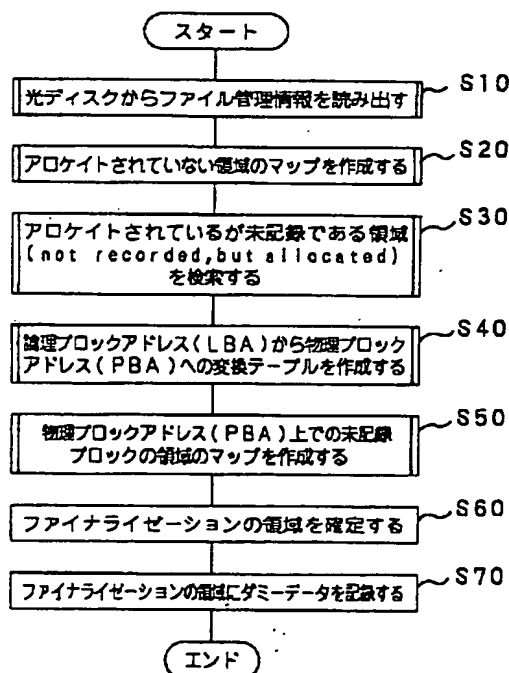 スタート
光ディスクからファイル管理情報を読み出す
S10
アロケイトされていない領域のマップを作成する
S20
アロケイトされているが未記録である領域
(not recorded,but allocated)
を検索する
S30
論理ブロックアドレス(LBA)から物理ブロック
アドレス(PBA)への変換テーブルを作成する
S40
物理ブロックアドレス(PBA)上での未記録
ブロックの領域のマップを作成する
S50
ファイナライゼーションの領域を確定する
S60
ファイナライゼーションの領域にダミーデータを記録する
S70
エンド